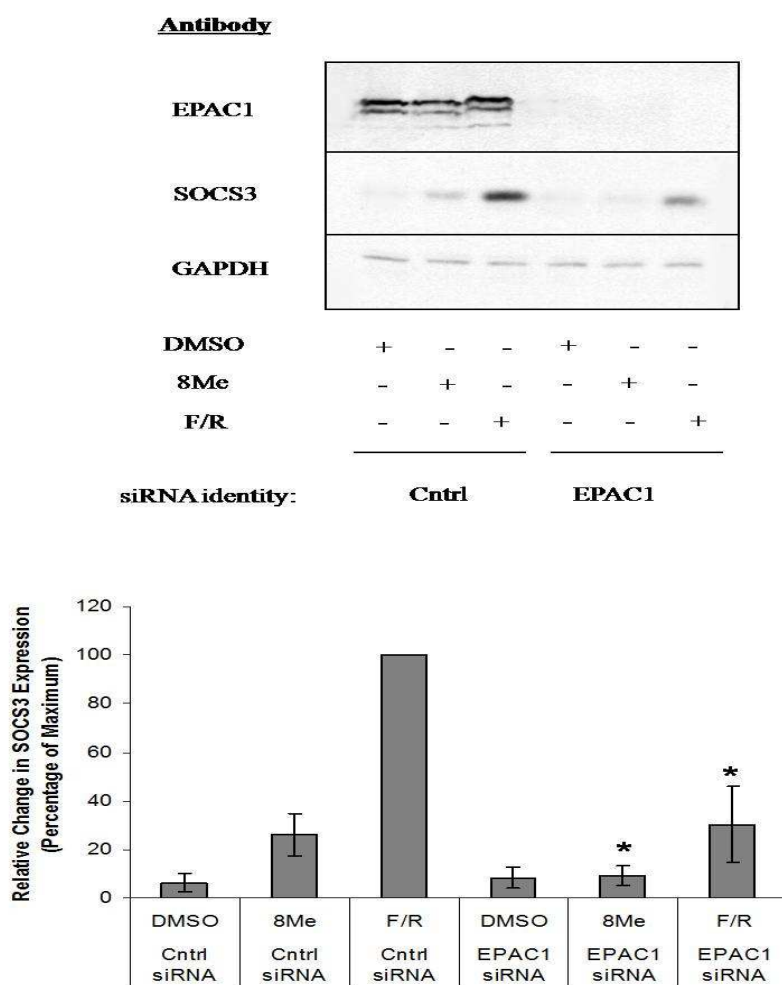 Antibody
EPAC1
SOCS3
GAPDH
DMSO + - - + - -
8Me - + - - + -
F/R - - + - - +
siRNA identity: Cntrl EPAC1
Relative Change in SOCS3 Expression
(Percentage of Maximum)
120
100
80
60
40
20
0
* *
DMSO 8Me F/R DMSO 8Me F/R
Cntrl Cntrl Cntrl EPAC1 EPAC1 EPAC1
siRNA siRNA siRNA siRNA siRNA siRNA